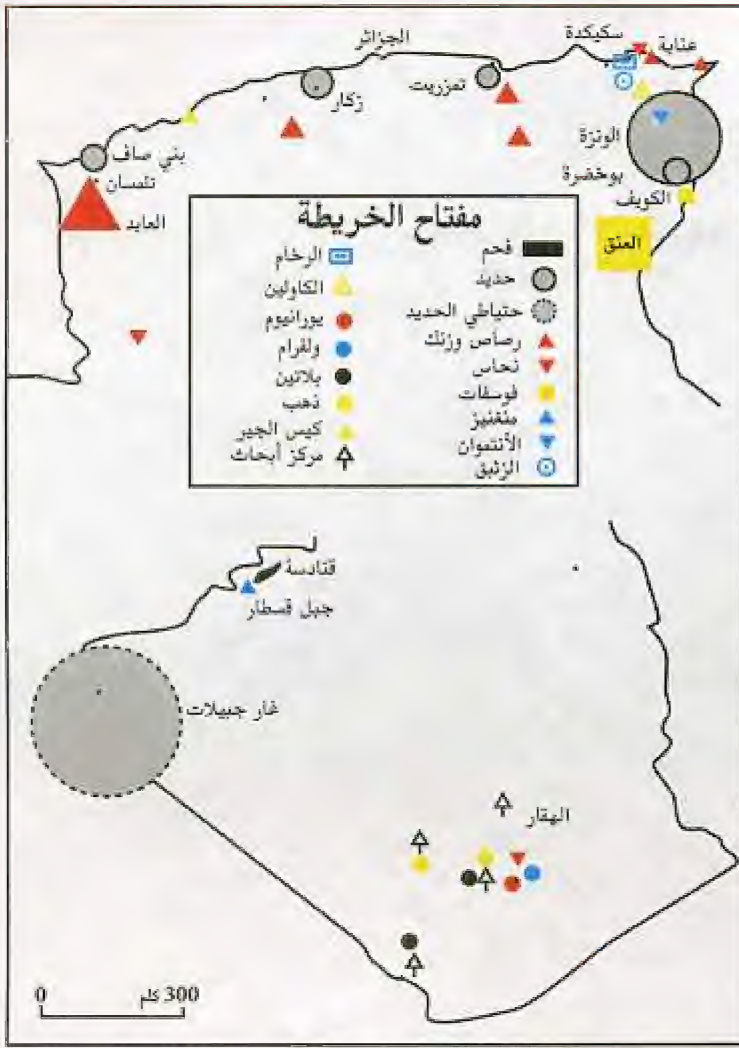 الجزائر
سكيكدة
عنابة
تمزريت
زكار
الونزة
بني صاف
بوخضرة
تلمسان
الكويف
العابد
العنق
مفتاح الخريطة
فحم
حديد
حتياطي الحديد
رصاص وزنك
نحاس
فوسفات
منغنيز
الأنتموان
الزئبق
الرخام
الكاولين
يورانيوم
ولفرام
بلاتين
ذهب
كيس الجير
مركز أبحاث
قنادسة
جبل قسطار
غار جبيلات
الهقار
0 300 كلم